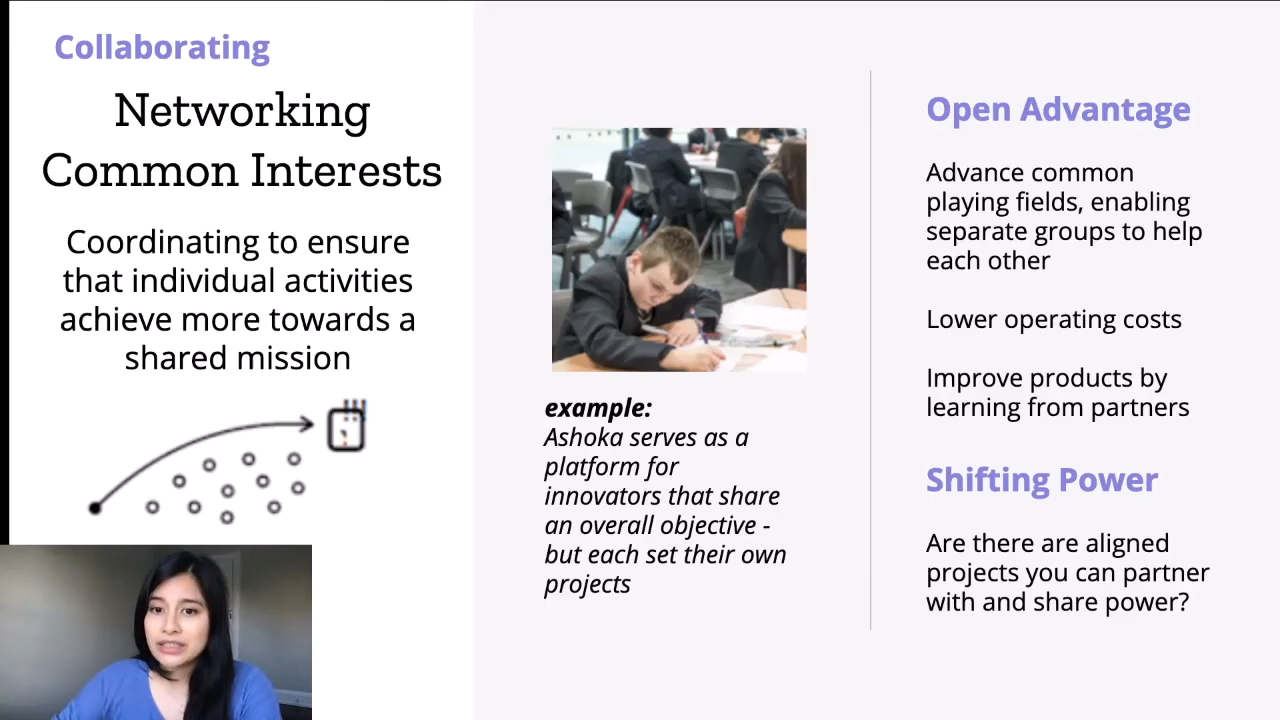 Collaborating
Networking
Common Interests
Coordinating to ensure
that individual activities
achieve more towards a
shared mission
example:
Ashoka serves as a
platform for
innovators that share
an overall objective -
but each set their own
projects
Open Advantage
Advance common
playing fields, enabling
separate groups to help
each other
Lower operating costs
Improve products by
learning from partners
Shifting Power
Are there are aligned
projects you can partner
with and share power?